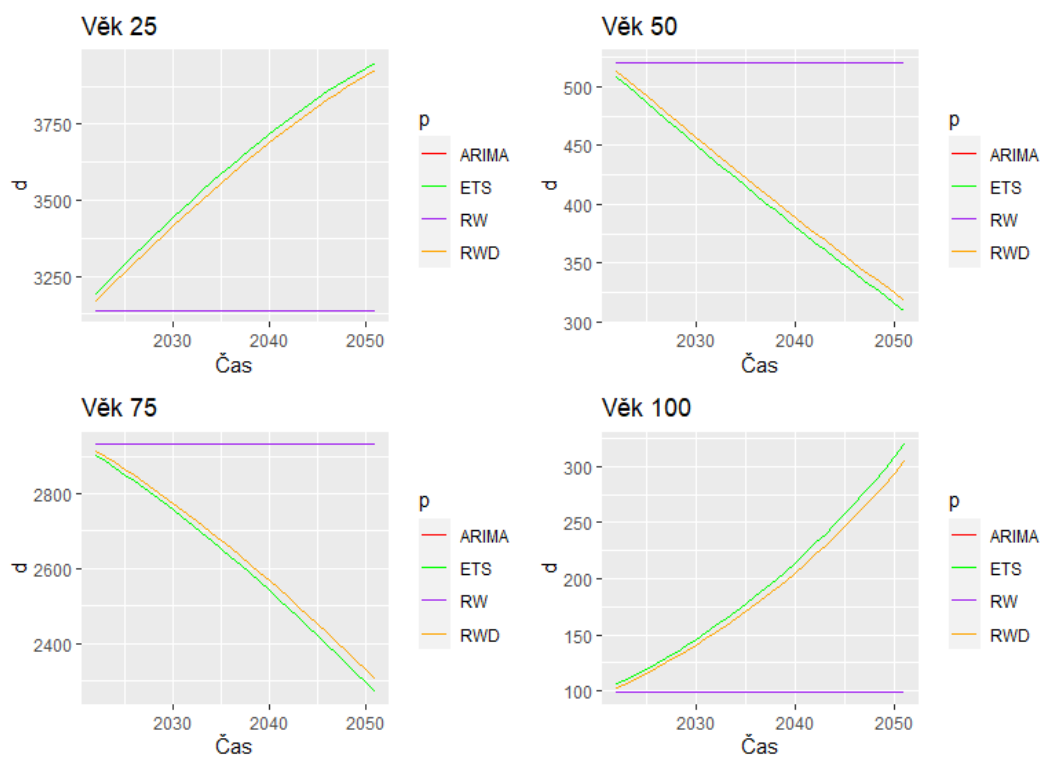 Věk 25
3750
3500
3250
d
2030
2040
2050
Čas
p
ARIMA
ETS
RW
RWD
Věk 50
500
450
400
350
300
d
2030
2040
2050
Čas
p
ARIMA
ETS
RW
RWD
Věk 75
2800
2600
2400
d
2030
2040
2050
Čas
p
ARIMA
ETS
RW
RWD
Věk 100
300
250
200
150
100
d
2030
2040
2050
Čas
p
ARIMA
ETS
RW
RWD